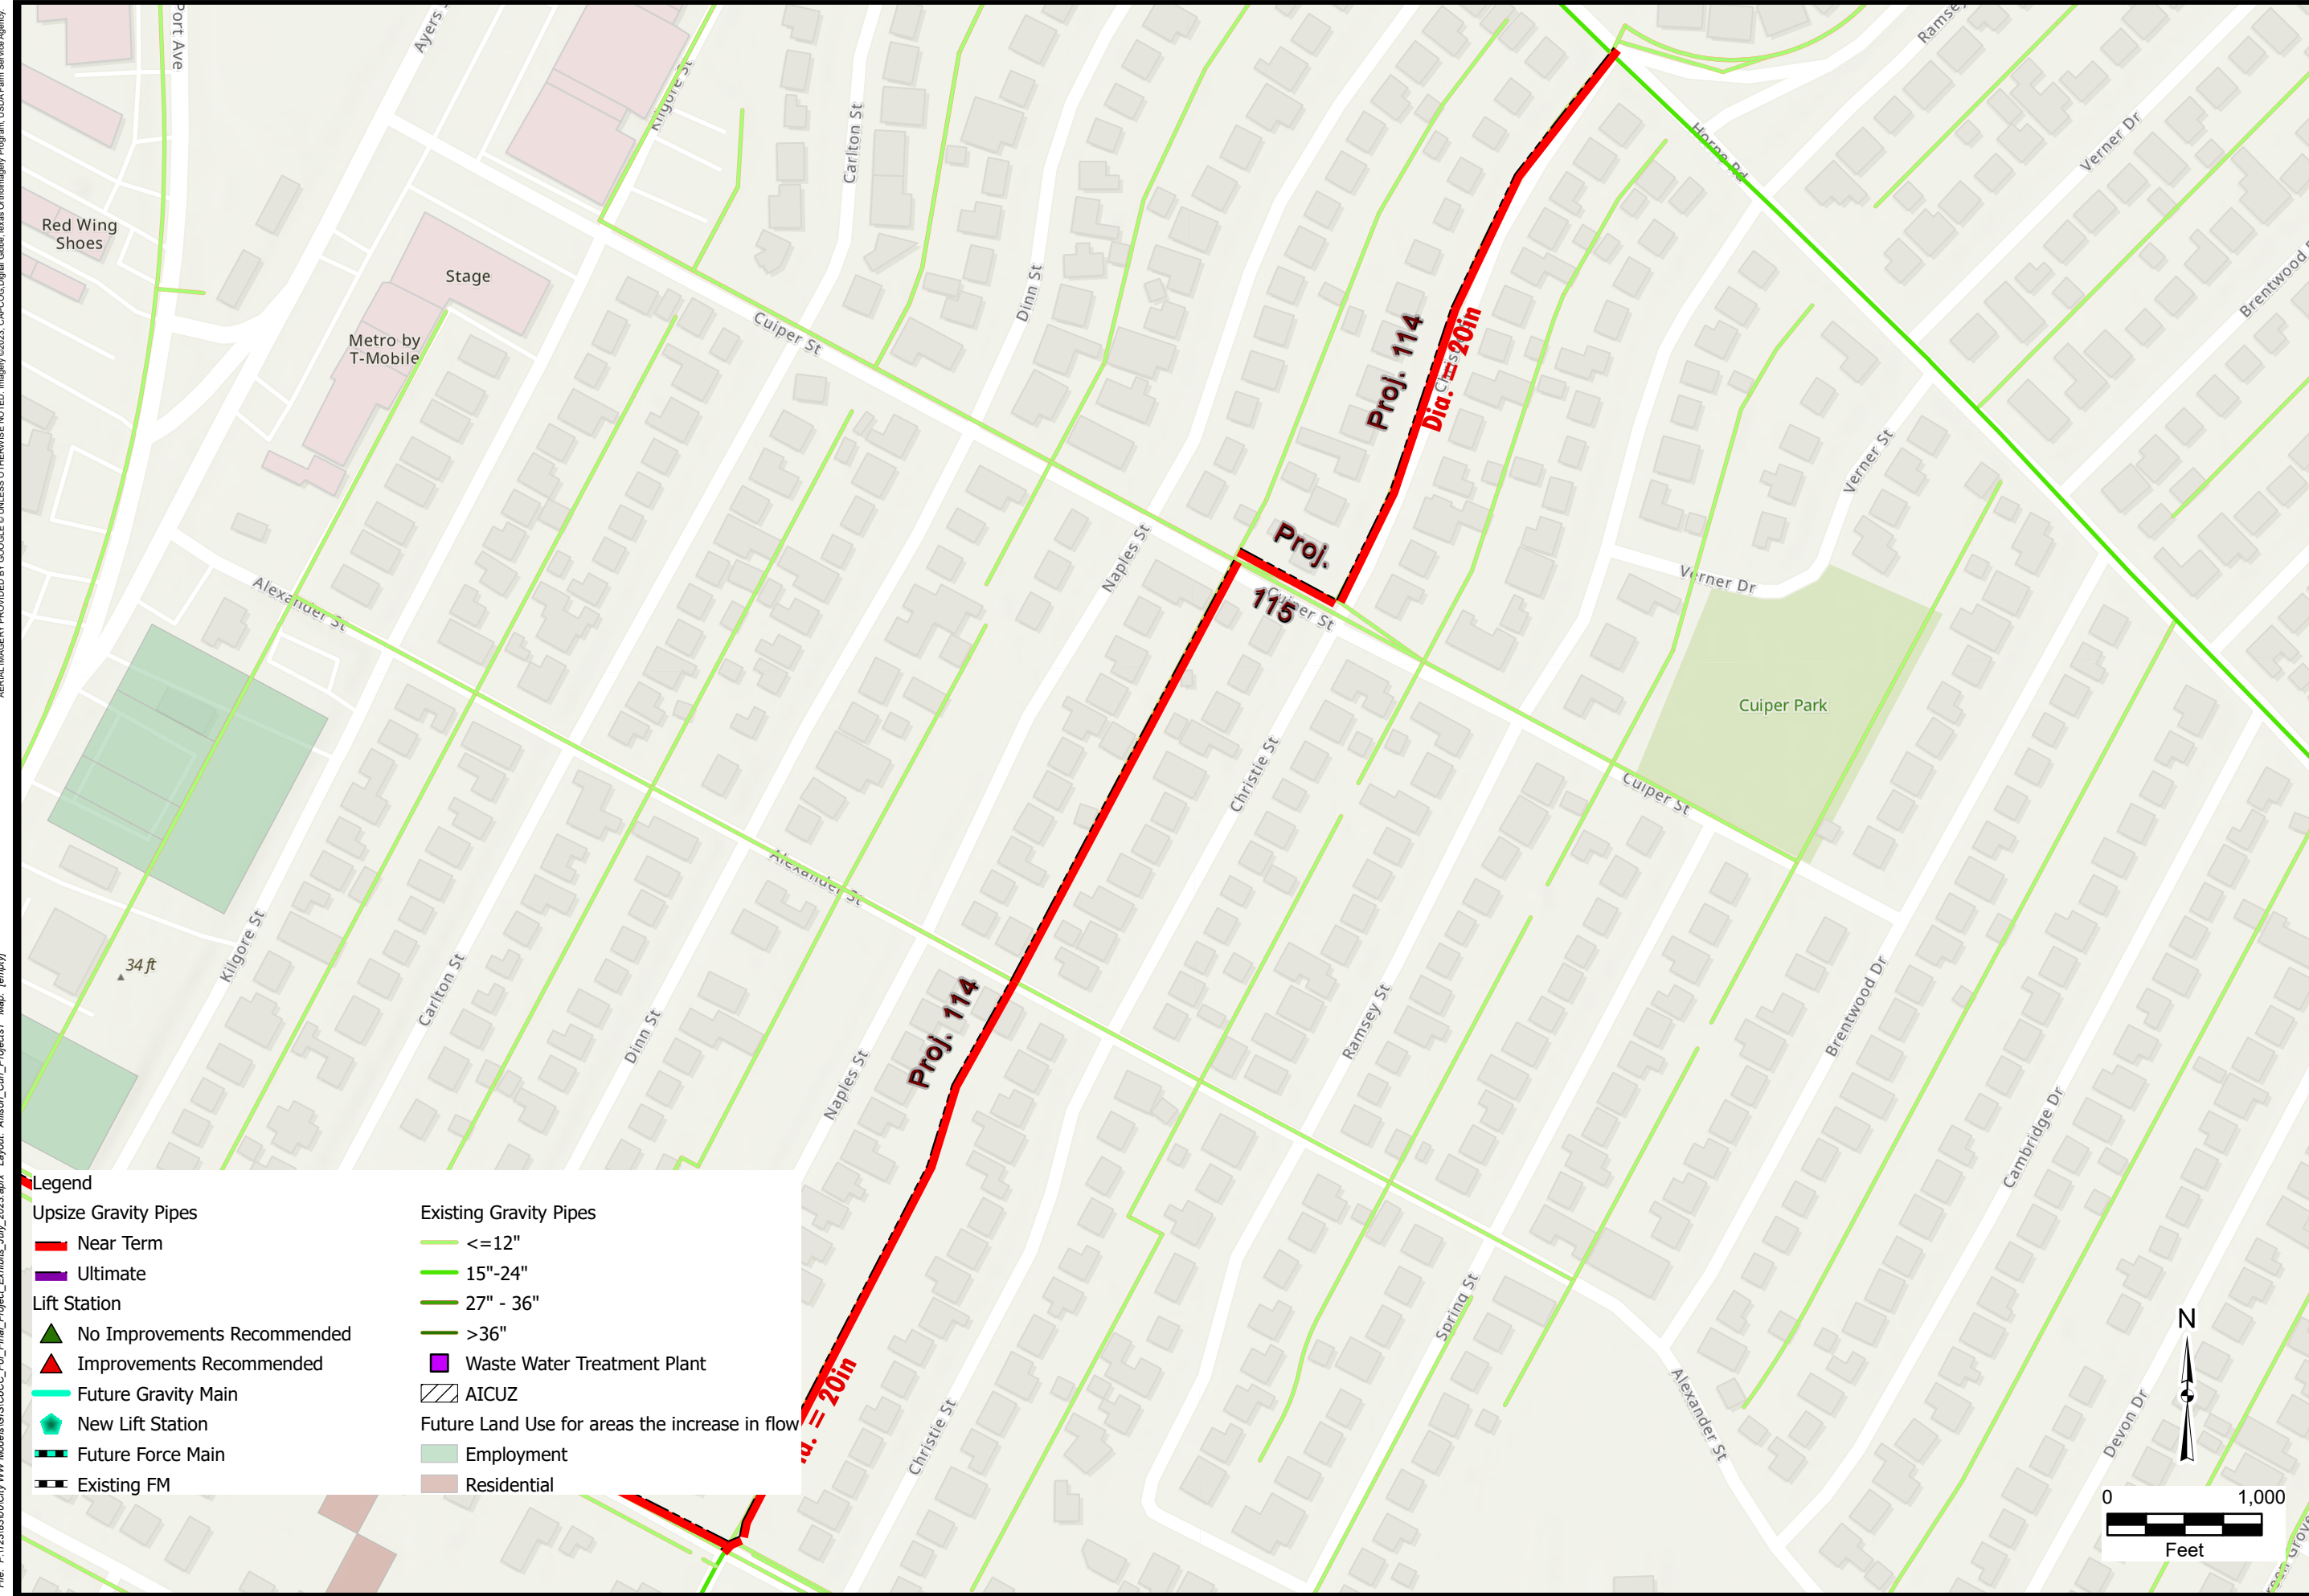 Port Ave
Ayers
Kilgore St
Carlton St
Dinn St
Ramsey
Verner Dr
Horne Rd
Brentwood
Red Wing
Shoes
Stage
Metro by
T-Mobile
Cuiper St
Proj. 114
Dia. = 20in
Verner St
Naples St
Proj.
115
Cuiper St
Verner Dr
Alexander St
Cuiper Park
Christie St
Cuiper St
Alexander St
34 ft
Kilgore St
Carlton St
Dinn St
Naples St
Proj. 114
Ramsey St
Brentwood Dr
Cambridge Dr
Spring St
Christie St
Alexander St
Devon Dr
= 20in
Legend
Upsize Gravity Pipes
Near Term
Ultimate
Lift Station
No Improvements Recommended
Improvements Recommended
Future Gravity Main
New Lift Station
Future Force Main
Existing FM
Existing Gravity Pipes
<=12"
15"-24"
27" - 36"
>36"
Waste Water Treatment Plant
AICUZ
Future Land Use for areas the increase in flow
Employment
Residential
N
0 1,000
Feet